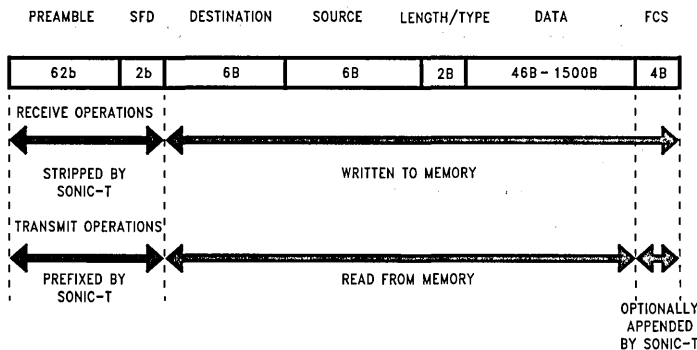 PREAMBLE SFD DESTINATION SOURCE LENGTH/TYPE DATA FCS
62b 2b 6B 6B 2B 46B-1500B 4B
RECEIVE OPERATIONS
STRIPPED BY
SONIC-T
WRITTEN TO MEMORY
TRANSMIT OPERATIONS
PREFIXED BY
SONIC-T
READ FROM MEMORY
OPTIONALLY
APPENDED
BY SONIC-T